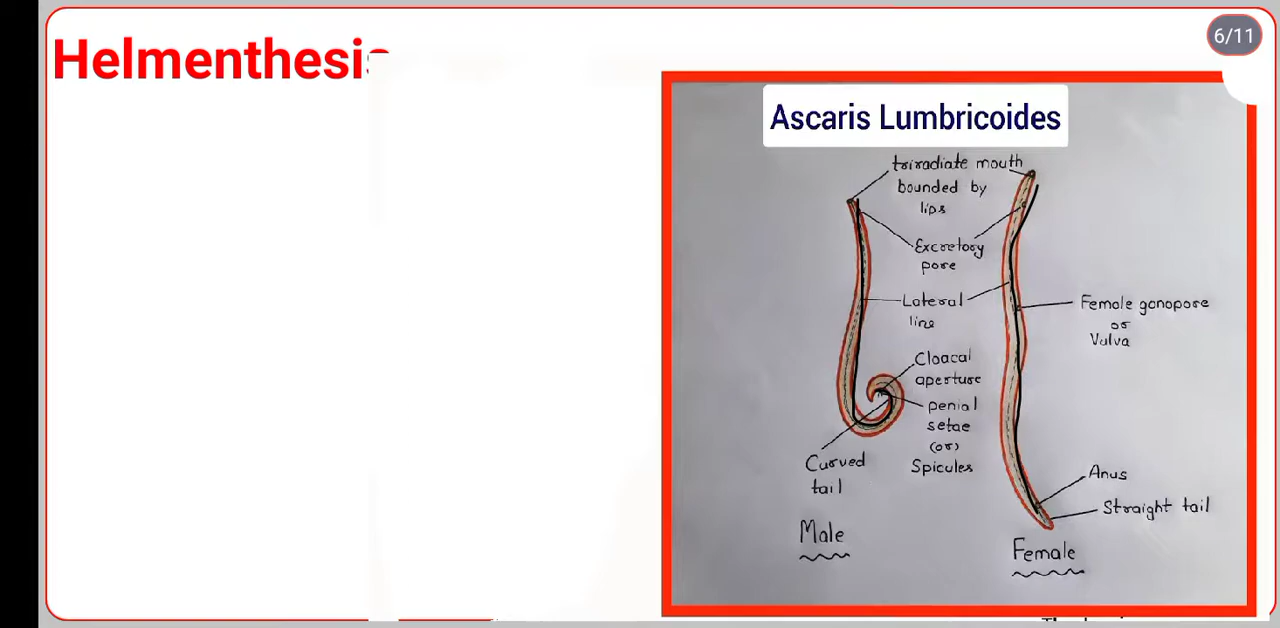 Helmenthesis
6/11
Ascaris Lumbricoides
triradiate mouth
bounded by
lips
Excretory
pore
Lateral
line
Female gonopore
or
Vulva
Cloacal
aperture
penial
setae
(or)
Spicules
Curved
tail
Anus
Straight tail
Male
Female